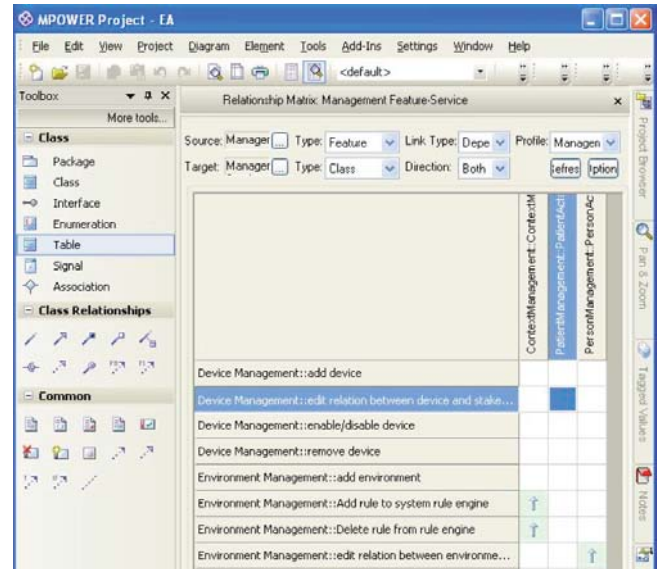 MPOWER Project - EA
File Edit View Project Diagram Element Tools Add-Ins Settings Window Help
<default>
Toolbox
More tools...
Relationship Matrix: Management Feature-Service
Class
Package
Class
Interface
Enumeration
Table
Signal
Association
Class Relationships
Common
Source: Manager ... Type: Feature Link Type: Depe Profile: Managen
Target: Manager ... Type: Class Direction: Both Refres Option
ContextManagement::ContextM
PatientManagement::PatientActi
PersonManagement::PersonAc
Device Management::add device
Device Management::edit relation between device and stake...
Device Management::enable/disable device
Device Management::remove device
Environment Management::add environment
Environment Management::Add rule to system rule engine
Environment Management::Delete rule from rule engine
Environment Management::edit relation between environme...
Project Browser
Pan & Zoom
Tagged Values
Notes